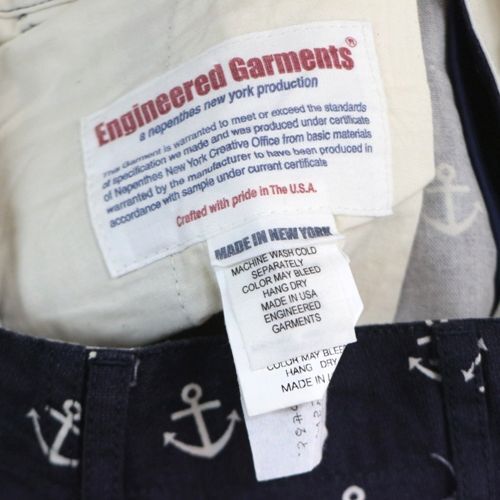 Engineered Garments®
a nepenthes new york production
This Garment is warranted to meet or exceed the standards
of specification we made and was produced under certificate
of Nepenthes New York Creative Office from basic materials
warranted by the manufacturer to have been produced in
accordance with sample under current certificate
Crafted with pride in The U.S.A.
MADE IN NEW YORK
MACHINE WASH COLD
SEPARATELY
COLOR MAY BLEED
HANG DRY
MADE IN USA
ENGINEERED
GARMENTS
COLOR MAY BLEED
HANG DRY
MADE IN